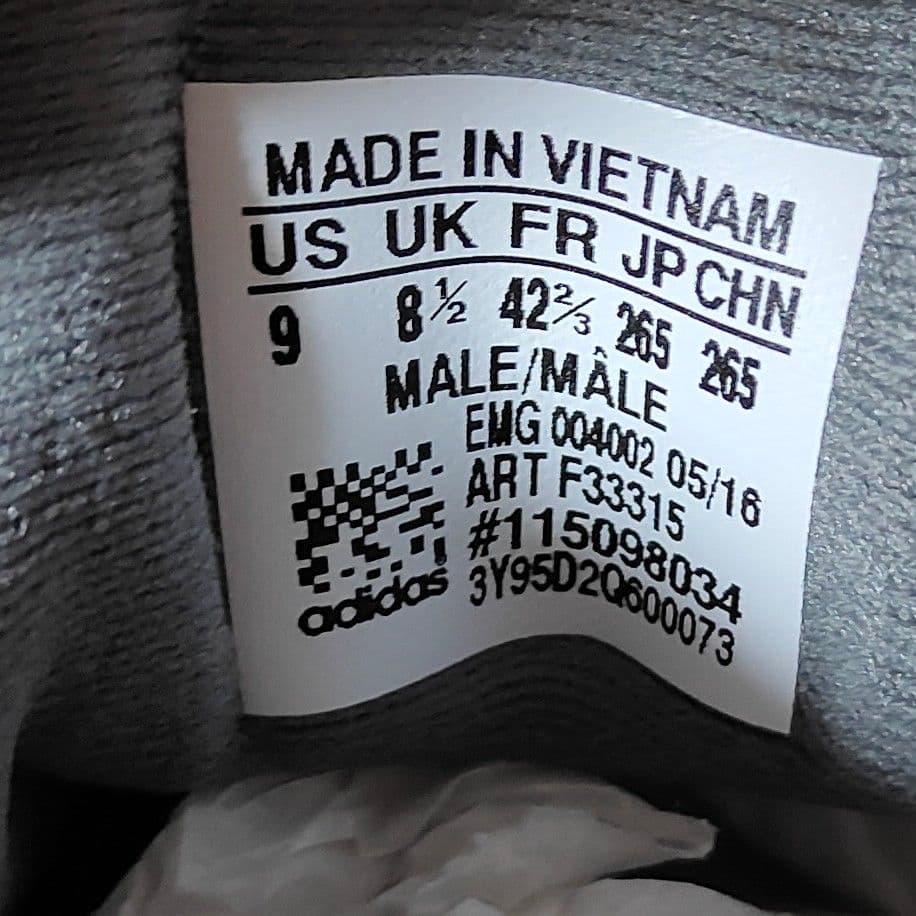 MADE IN VIETNAM
US UK FR JP CHN
9 8½ 42⅔ 265 265
MALE/MÂLE
EMG 004002 05/16
ART F33315
#115098034
3Y95D2Q600073
adidas